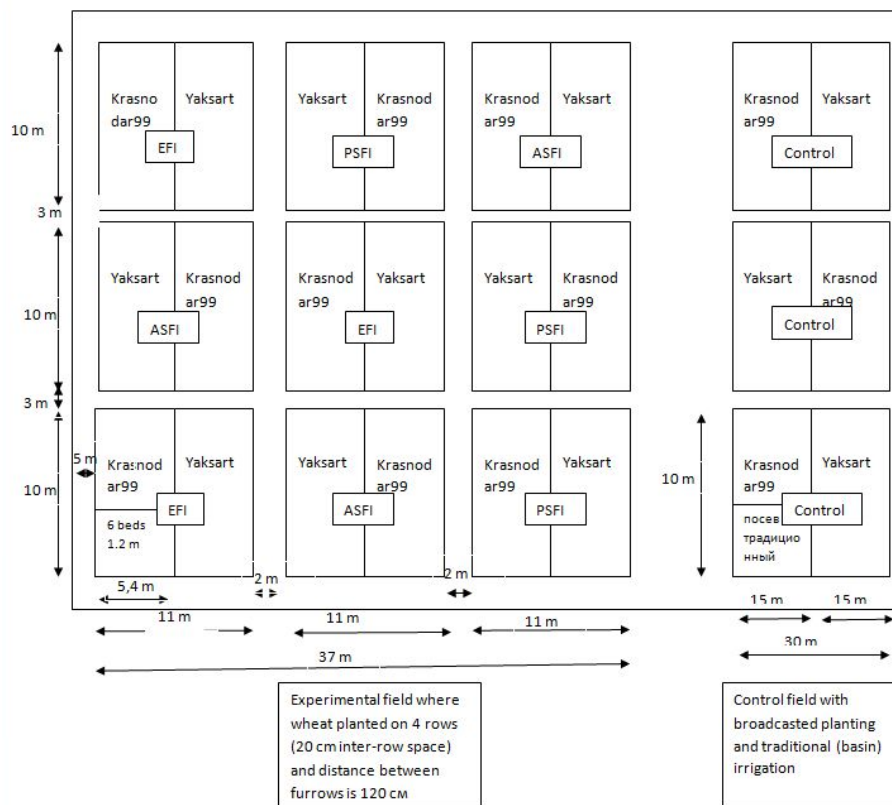 Krasno
dar99
Yaksart
EFI
Yaksart
Krasnod
ar99
PSFI
Krasnod
ar99
Yaksart
ASFI
Krasnod
ar99
Yaksart
Control
10 m
3 m
Yaksart
Krasnod
ar99
ASFI
Krasnod
ar99
Yaksart
EFI
Yaksart
Krasnod
ar99
PSFI
Yaksart
Krasnod
ar99
Control
10 m
3 m
5 m
10 m
Krasnod
ar99
Yaksart
EFI
6 beds
1.2 m
Yaksart
Krasnod
ar99
ASFI
Krasnod
ar99
Yaksart
PSFI
10 m
Krasnod
ar99
Yaksart
Control
посев
традицио
нный
5,4 m
2 m
2 m
11 m
11 m
11 m
15 m
15 m
37 m
30 m
Experimental field where
wheat planted on 4 rows
(20 cm inter-row space)
and distance between
furrows is 120 см
Control field with
broadcasted planting
and traditional (basin)
irrigation